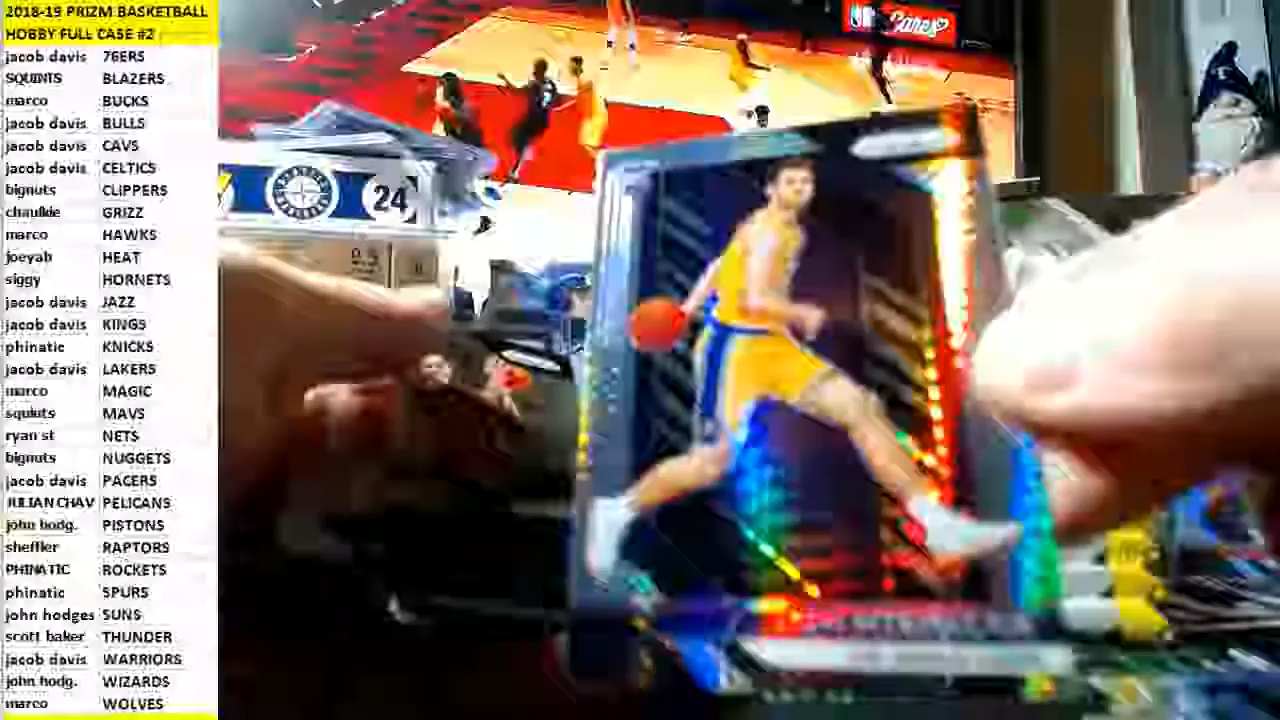 2018-19 PRIZM BASKETBALL
HOBBY FULL CASE #2
jacob davis 76ERS
SQUINTS BLAZERS
marco BUCKS
jacob davis BULLS
jacob davis CAVS
jacob davis CELTICS
bignuts CLIPPERS
chaulkie GRIZZ
marco HAWKS
joeyab HEAT
siggy HORNETS
jacob davis JAZZ
jacob davis KINGS
phinatic KNICKS
jacob davis LAKERS
marco MAGIC
squints MAVS
ryan st NETS
bignuts NUGGETS
jacob davis PACERS
JULIAN CHAV PELICANS
john hodg. PISTONS
sheffler RAPTORS
PHINATIC ROCKETS
phinatic SPURS
john hodges SUNS
scott baker THUNDER
jacob davis WARRIORS
john hodg. WIZARDS
marco WOLVES
Cares
24